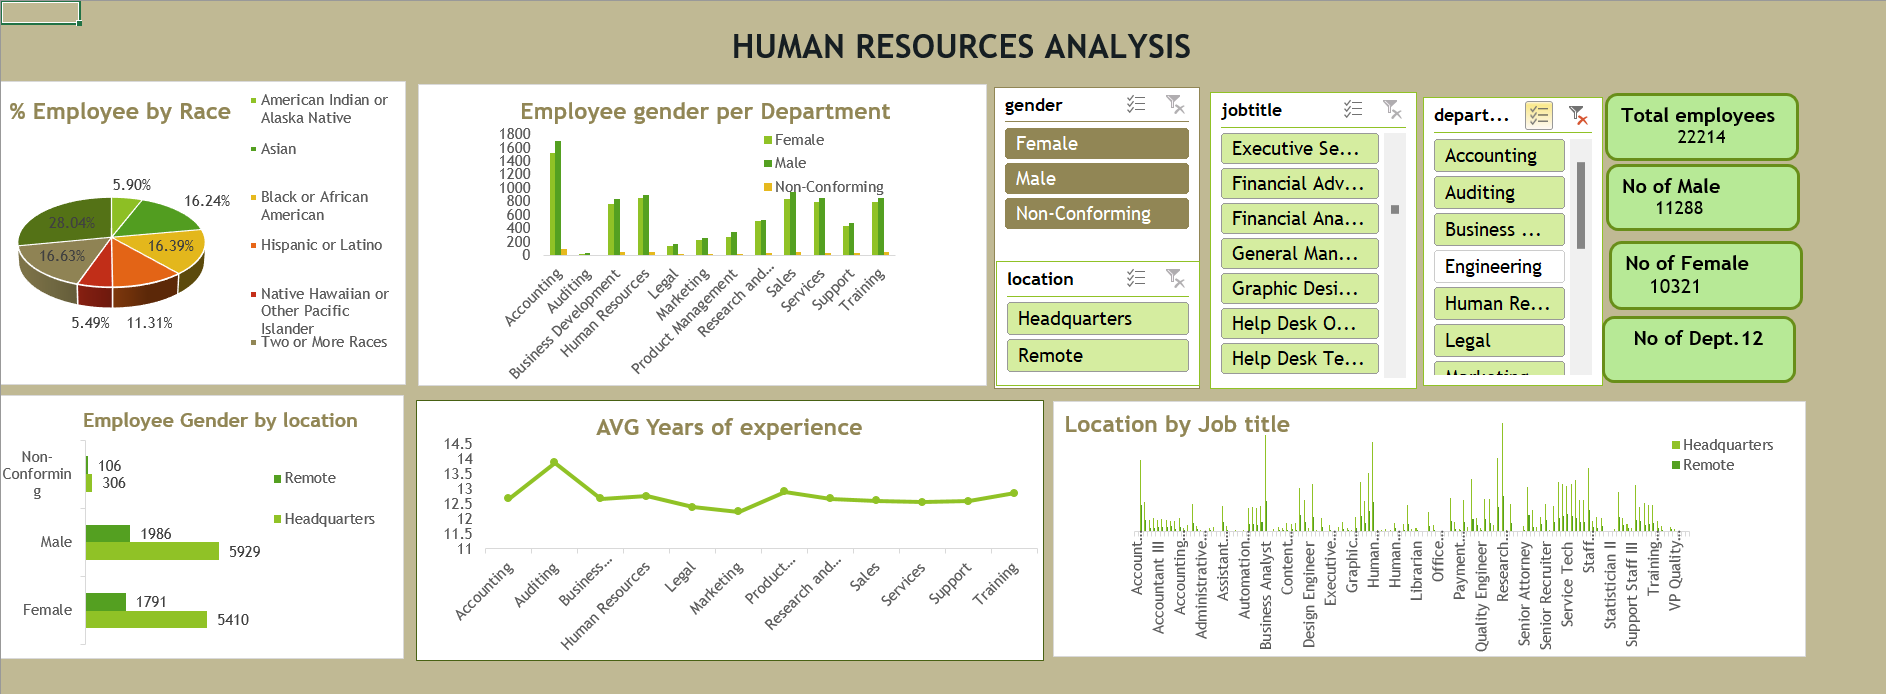 HUMAN RESOURCES ANALYSIS
% Employee by Race
American Indian or
Alaska Native
Asian
Black or African
American
Hispanic or Latino
Native Hawaiian or
Other Pacific
Islander
Two or More Races
5.90%
16.24%
28.04%
16.39%
16.63%
5.49%
11.31%
Employee gender per Department
1800
1600
1400
1200
1000
800
600
400
200
0
Female
Male
Non-Conforming
Accounting
Auditing
Business Development
Human Resources
Legal
Marketing
Product Management
Research and...
Sales
Services
Support
Training
gender
Female
Male
Non-Conforming
location
Headquarters
Remote
jobtitle
Executive Se...
Financial Adv...
Financial Ana...
General Man...
Graphic Desi...
Help Desk O...
Help Desk Te...
depart...
Accounting
Auditing
Business ...
Engineering
Human Re...
Legal
Marketing
Total employees
22214
No of Male
11288
No of Female
10321
No of Dept.12
Employee Gender by location
Non-
Conformin
g
106
306
Remote
Headquarters
Male
1986
5929
Female
1791
5410
AVG Years of experience
14.5
14
13.5
13
12.5
12
11.5
11
Accounting
Auditing
Business...
Human Resources
Legal
Marketing
Product...
Research and...
Sales
Services
Support
Training
Location by Job title
Headquarters
Remote
Account...
Accountant III
Accounting...
Administrative...
Assistant...
Automation...
Business Analyst
Content...
Design Engineer
Executive...
Graphic...
Human...
Human...
Librarian
Office...
Payment...
Quality Engineer
Research...
Senior Attorney
Senior Recruiter
Service Tech
Staff...
Statistician II
Support Staff III
Training...
VP Quality...